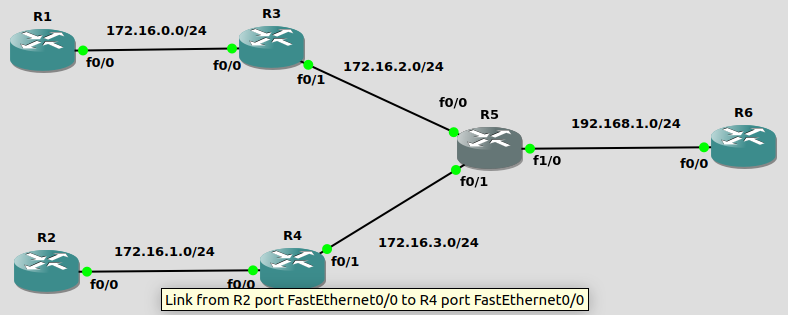 R1
172.16.0.0/24
R3
f0/0
f0/0
f0/1
172.16.2.0/24
f0/0
R5
192.168.1.0/24
R6
f1/0
f0/0
f0/1
R2
172.16.1.0/24
R4
172.16.3.0/24
f0/1
f0/0
f0/0
Link from R2 port FastEthernet0/0 to R4 port FastEthernet0/0